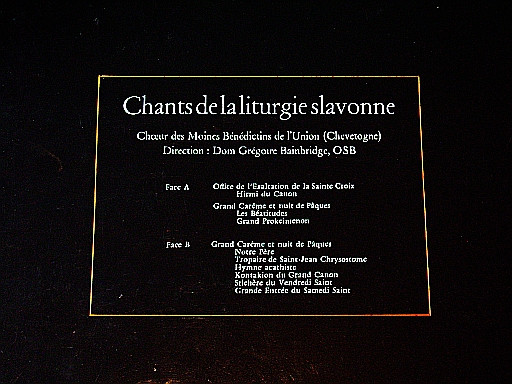 Chants de la liturgie slavonne
Chœur des Moines Bénédictins de l'Union (Chevetogne)
Direction : Dom Grégoire Bainbridge, OSB
Face A Office de l'Exaltation de la Sainte Croix
Hirmi du Canon
Grand Carême et nuit de Pâques
Les Béatitudes
Grand Prokeimenon
Face B Grand Carême et nuit de Pâques
Notre Père
Tropaire de Saint-Jean Chrysostome
Hymne acathiste
Kontakion du Grand Canon
Stichère du Vendredi Saint
Grande Entrée du Samedi Saint